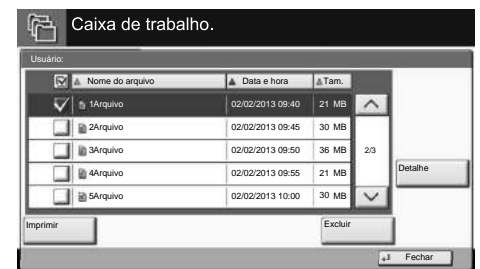 Caixa de trabalho.
Usuário:
Nome do arquivo Data e hora Tam.
1Arquivo 02/02/2013 09:40 21 MB
2Arquivo 02/02/2013 09:45 30 MB
3Arquivo 02/02/2013 09:50 36 MB 2/3
4Arquivo 02/02/2013 09:55 21 MB
Detalhe
5Arquivo 02/02/2013 10:00 30 MB
Imprimir Excluir
Fechar